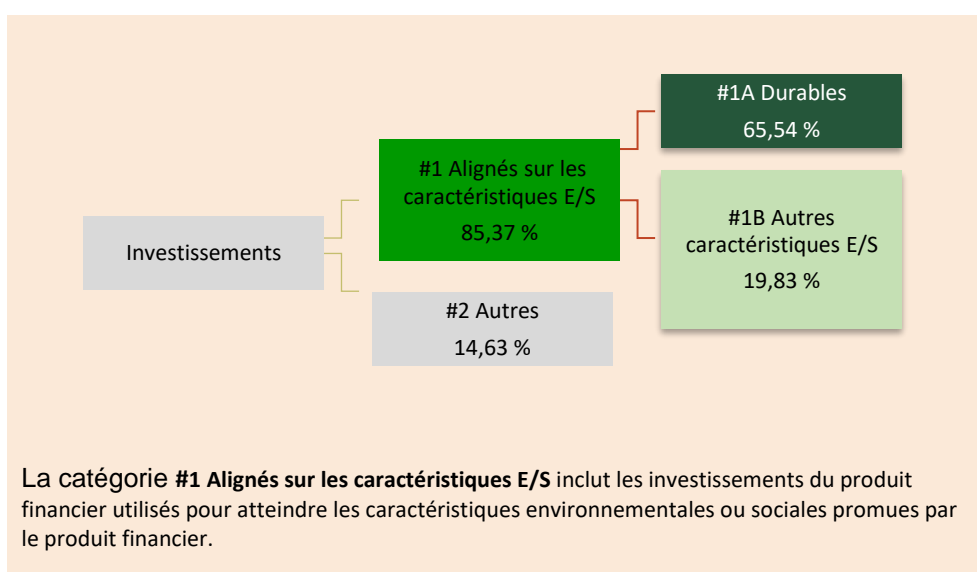 #1A Durables
65,54 %
#1 Alignés sur les
caractéristiques E/S
85,37 %
#1B Autres
caractéristiques E/S
19,83 %
Investissements
#2 Autres
14,63 %
La catégorie #1 Alignés sur les caractéristiques E/S inclut les investissements du produit
financier utilisés pour atteindre les caractéristiques environnementales ou sociales promues par
le produit financier.